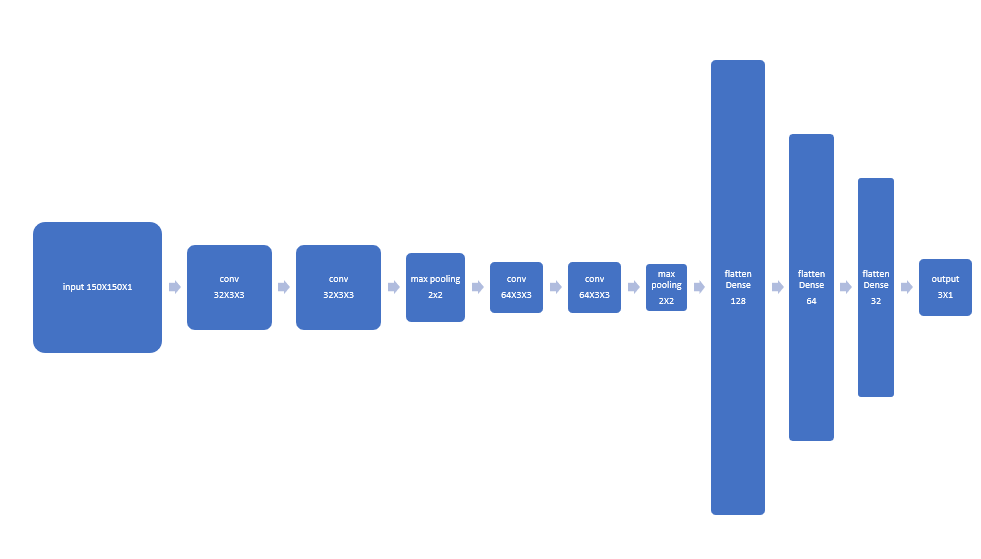 input 150X150X1
conv
32X3X3
conv
32X3X3
max pooling
2x2
conv
64X3X3
conv
64X3X3
max
pooling
2X2
flatten
Dense
128
flatten
Dense
64
flatten
Dense
32
output
3X1